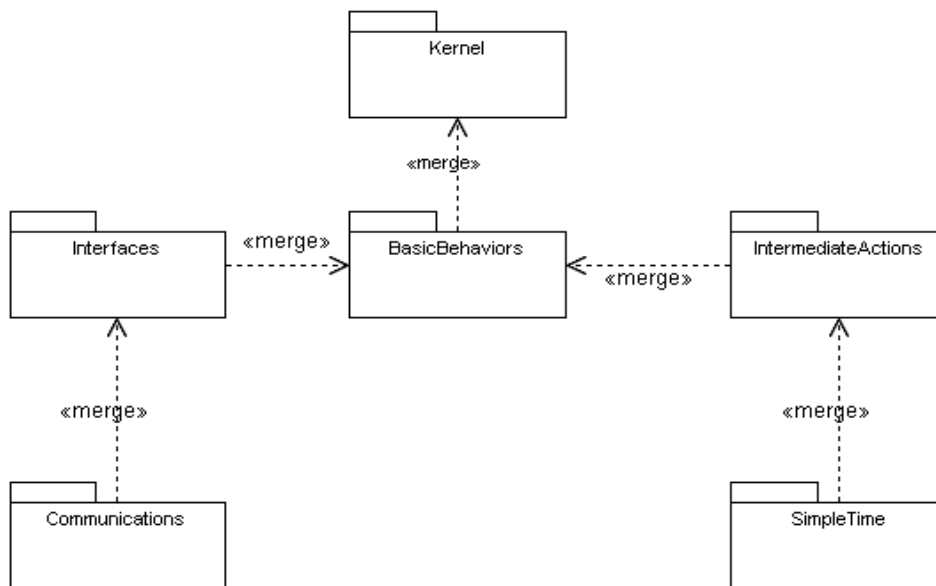 Kernel
«merge»
Interfaces
«merge»
BasicBehaviors
«merge»
IntermediateActions
«merge»
«merge»
Communications
SimpleTime